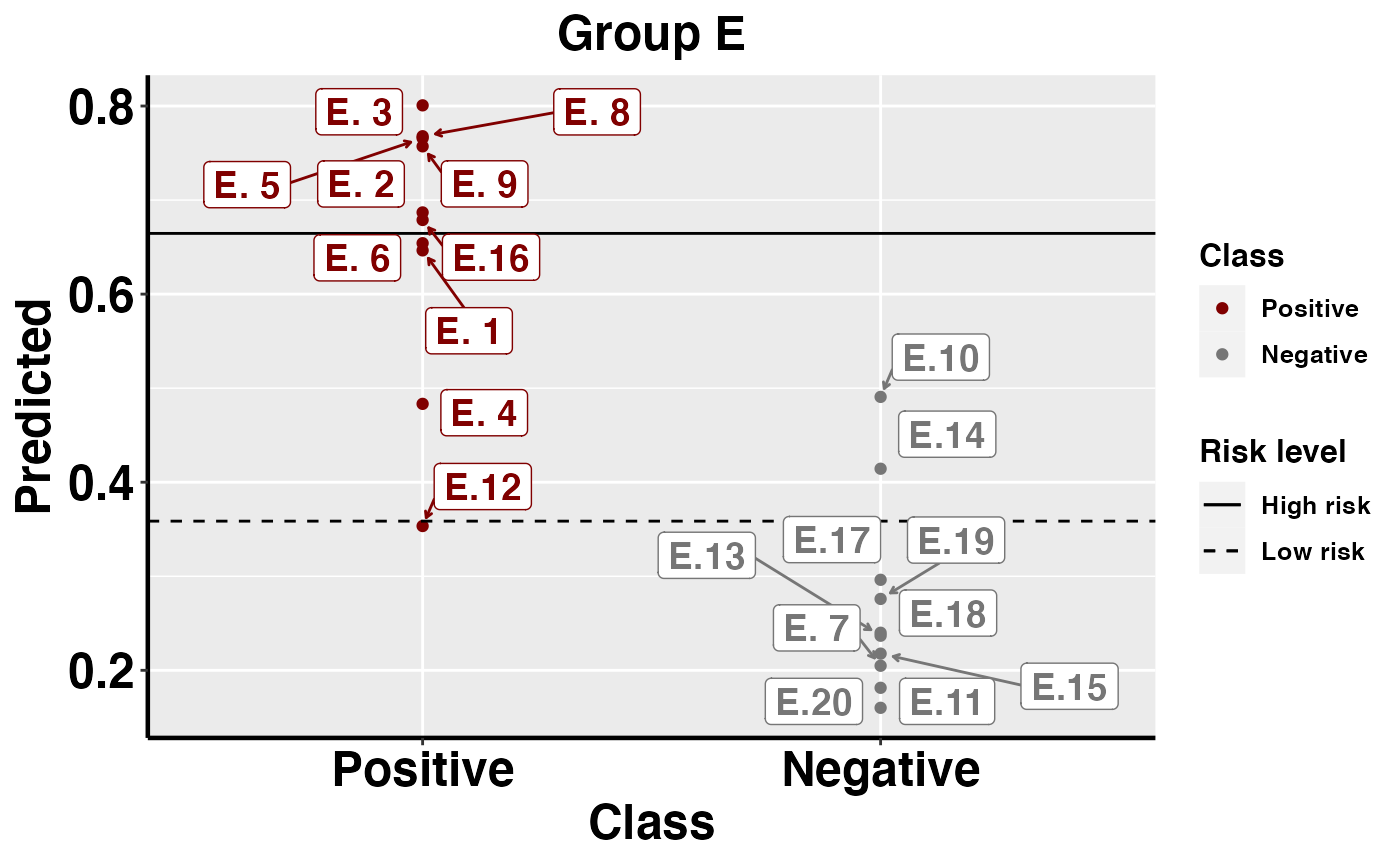 Group E
Predicted
0.8
0.6
0.4
0.2
E. 3
E. 8
E. 5
E. 2
E. 9
E. 6
E.16
E. 1
E. 4
E.12
E.10
E.14
E.17
E.19
E.13
E.18
E. 7
E.15
E.20
E.11
Positive
Negative
Class
Class
Positive
Negative
Risk level
High risk
Low risk